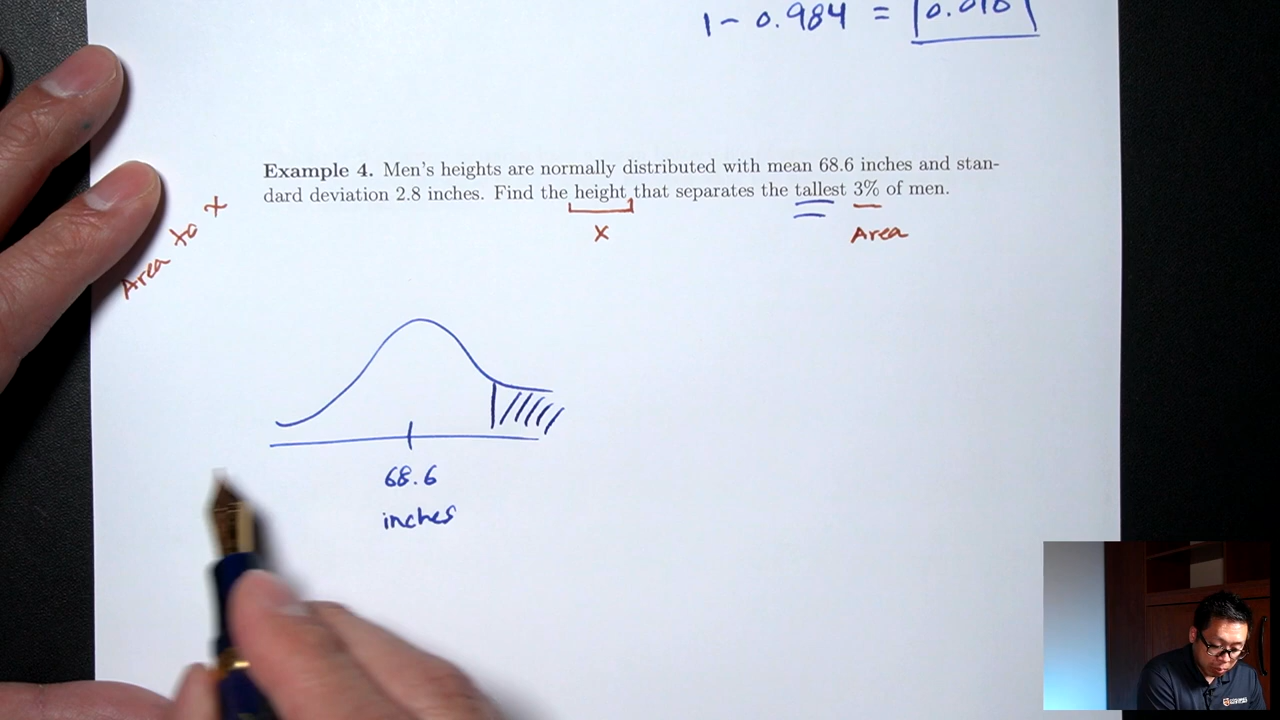 1 - 0.984 = 0.016
Example 4. Men's heights are normally distributed with mean 68.6 inches and stan-
dard deviation 2.8 inches. Find the height that separates the tallest 3% of men.
x
Area
Area to x
68.6
inches